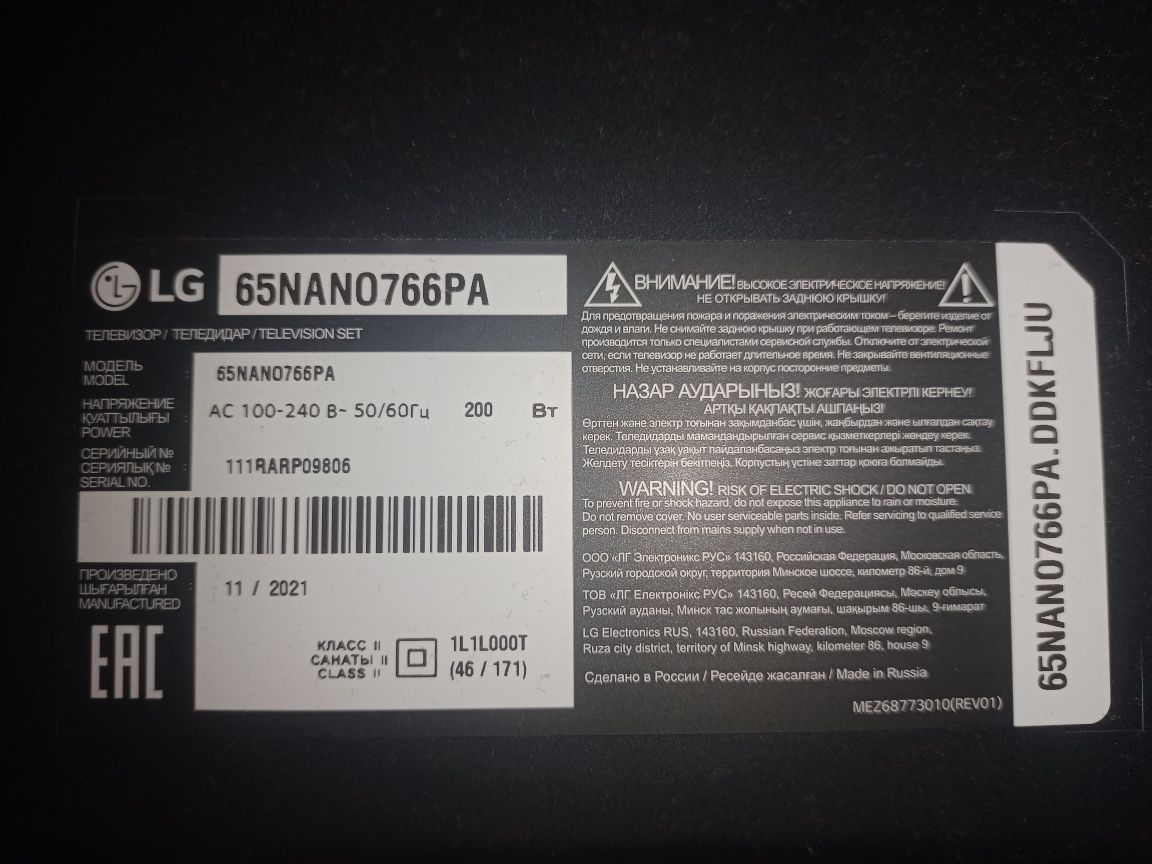 LG 65NANO766PA
ТЕЛЕВИЗОР / ТЕЛЕДИДАР / TELEVISION SET
МОДЕЛЬ
MODEL
65NANO766PA
НАПРЯЖЕНИЕ
ҚУАТТЫЛЫҒЫ
POWER
AC 100-240 В~ 50/60Гц 200 Вт
СЕРИЙНЫЙ №
СЕРИЯЛЫҚ №
SERIAL NO.
111RARP09806
ПРОИЗВЕДЕНО
ШЫҒАРЫЛҒАН
MANUFACTURED
11 / 2021
EAC
КЛАСС II
САНАТЫ II
CLASS II
1L1L000T
(46 / 171)
ВНИМАНИЕ! ВЫСОКОЕ ЭЛЕКТРИЧЕСКОЕ НАПРЯЖЕНИЕ!
НЕ ОТКРЫВАТЬ ЗАДНЮЮ КРЫШКУ!
Для предотвращения пожара и поражения электрическим током – берегите изделие от
дождя и влаги. Не снимайте заднюю крышку при работающем телевизоре. Ремонт
производится только специалистами сервисной службы. Отключите от электрической
сети, если телевизор не работает длительное время. Не закрывайте вентиляционные
отверстия. Не устанавливайте на корпус посторонние предметы.
НАЗАР АУДАРЫНЫЗ! ЖОҒАРЫ ЭЛЕКТРЛІ КЕРНЕУ!
АРТҚЫ ҚАҚПАҚТЫ АШПАҢЫЗ!
Өрттен және электр тоғынан зақымданбас үшін, жаңбырдан және ылғалдан сақтау
керек. Теледидарды мамандандырылған сервис қызметкерлері жөндеу керек.
Теледидарды ұзақ уақыт пайдаланбасаңыз электр тоғынан ажыратып тастаңыз.
Желдету тесіктерін бекітпеңіз. Корпустың үстіне заттар қоюға болмайды.
WARNING! RISK OF ELECTRIC SHOCK / DO NOT OPEN
To prevent fire or shock hazard, do not expose this appliance to rain or moisture.
Do not remove cover. No user serviceable parts inside. Refer servicing to qualified service
person. Disconnect from mains supply when not in use.
ООО «ЛГ Электроникс РУС» 143160, Российская Федерация, Московская область,
Рузский городской округ, территория Минское шоссе, километр 86-й, дом 9
ТОВ «ЛГ Електронікс РУС» 143160, Ресей Федерациясы, Маскеу облысы,
Рузский ауданы, Минск тас жолының аумағы, шақырым 86-шы, 9-ғимарат
LG Electronics RUS, 143160, Russian Federation, Moscow region,
Ruza city district, territory of Minsk highway, kilometer 86, house 9
Сделано в России / Ресейде жасалған / Made in Russia
MEZ68773010(REV01)
65NANO766PA.DDKFLJU